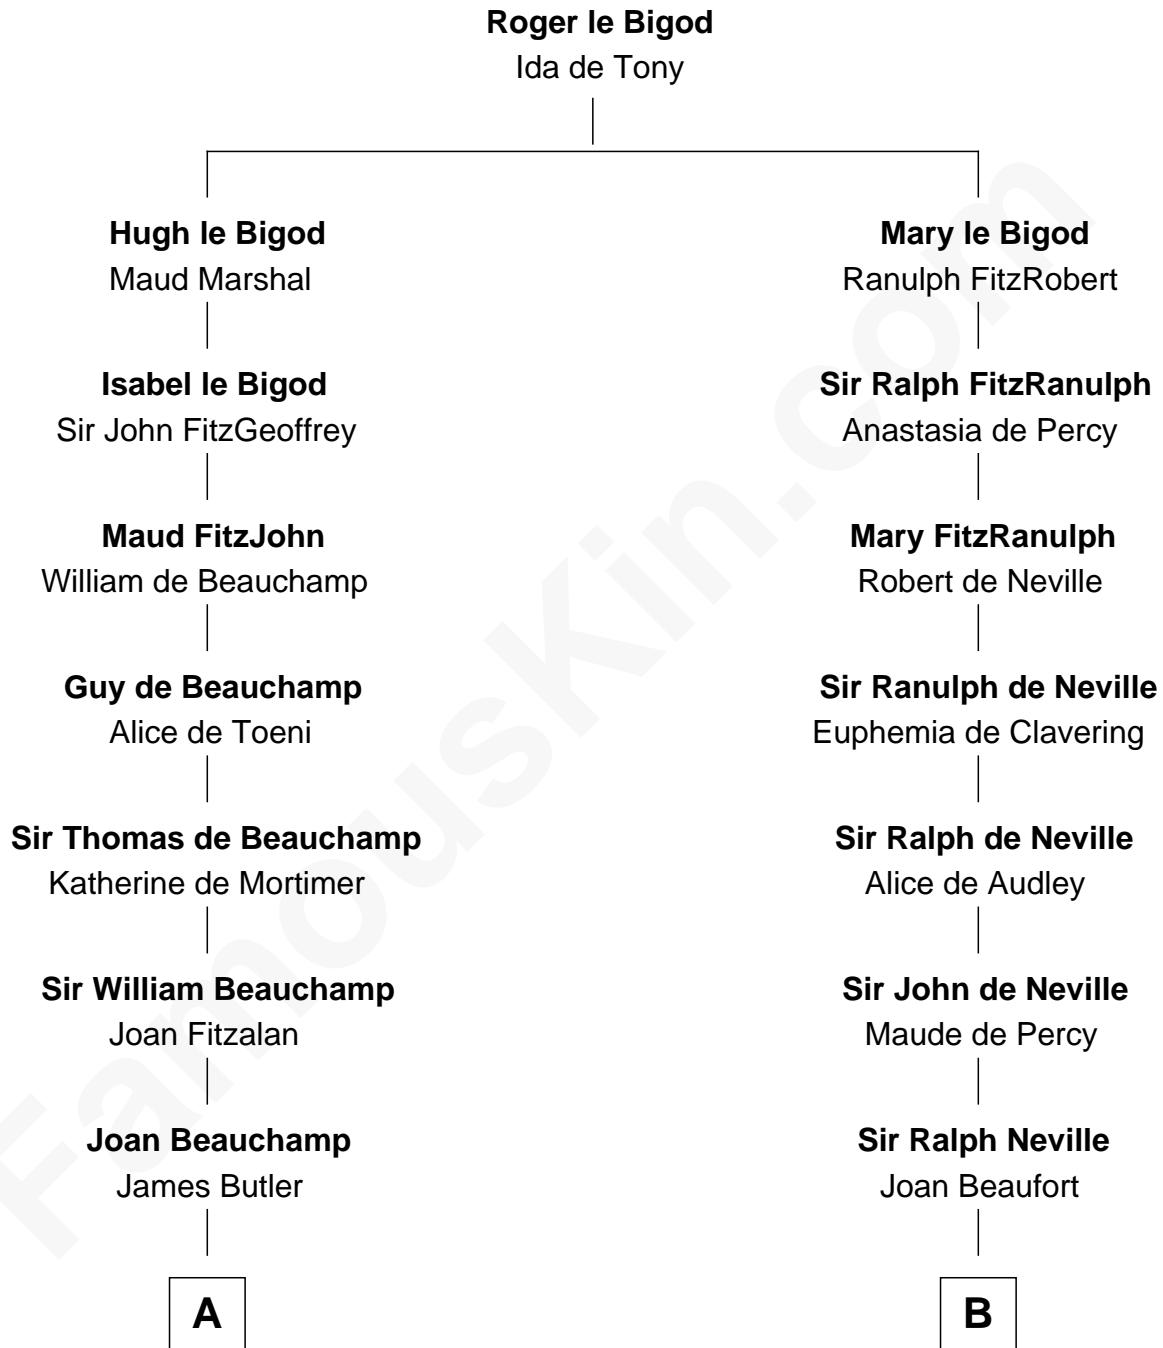 Roger le Bigod
Ida de Tony
Hugh le Bigod
Maud Marshal
Mary le Bigod
Ranulph FitzRobert
Isabel le Bigod
Sir John FitzGeoffrey
Sir Ralph FitzRanulph
Anastasia de Percy
Maud FitzJohn
William de Beauchamp
Mary FitzRanulph
Robert de Neville
Guy de Beauchamp
Alice de Toeni
Sir Ranulph de Neville
Euphemia de Clavering
Sir Thomas de Beauchamp
Katherine de Mortimer
Sir Ralph de Neville
Alice de Audley
Sir William Beauchamp
Joan Fitzalan
Sir John de Neville
Maude de Percy
Joan Beauchamp
James Butler
Sir Ralph Neville
Joan Beaufort
A
B
FamousKin.com